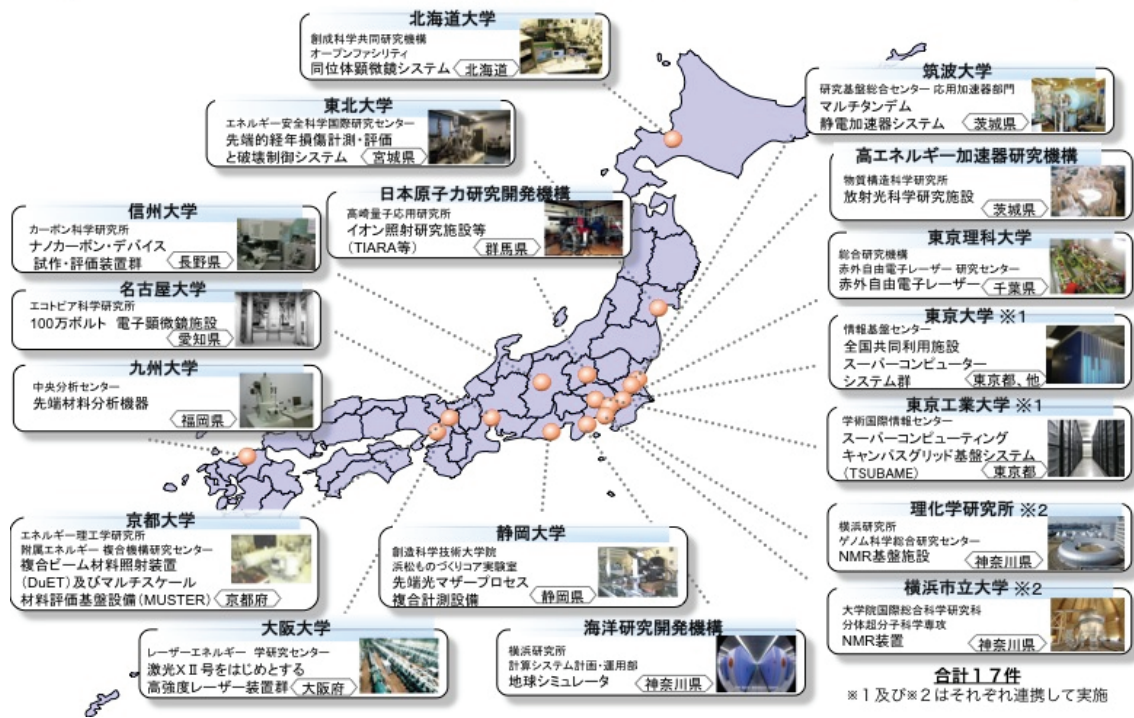 北海道大学
創成科学共同研究機構
オープンファシリティ
同位体顕微鏡システム
北海道
東北大学
エネルギー安全科学国際研究センター
先端的経年損傷計測・評価
と破壊制御システム
宮城県
日本原子力研究開発機構
高崎量子応用研究所
イオン照射研究施設等
(TIARA等)
群馬県
信州大学
カーボン科学研究所
ナノカーボン・デバイス
試作・評価装置群
長野県
名古屋大学
エコトピア科学研究所
100万ボルト 電子顕微鏡施設
愛知県
九州大学
中央分析センター
先端材料分析機器
福岡県
京都大学
エネルギー理工学研究所
附属エネルギー 複合機構研究センター
複合ビーム材料照射装置
(DuET)及びマルチスケール
材料評価基盤設備(MUSTER)
京都府
大阪大学
レーザーエネルギー 学研究センター
激光XⅡ号をはじめとする
高強度レーザー装置群
大阪府
静岡大学
創造科学技術大学院
浜松ものづくりコア実験室
先端光マザープロセス
複合計測設備
静岡県
海洋研究開発機構
横浜研究所
計算システム計画・運用部
地球シミュレータ
神奈川県
筑波大学
研究基盤総合センター 応用加速器部門
マルチタンデム
静電加速器システム
茨城県
高エネルギー加速器研究機構
物質構造科学研究所
放射光科学研究施設
茨城県
東京理科大学
総合研究機構
赤外自由電子レーザー 研究センター
赤外自由電子レーザー
千葉県
東京大学 ※1
情報基盤センター
全国共同利用施設
スーパーコンピューター
システム群
東京都、他
東京工業大学 ※1
学術国際情報センター
スーパーコンピューティング
キャンパスグリッド基盤システム
(TSUBAME)
東京都
理化学研究所 ※2
横浜研究所
ゲノム科学総合研究センター
NMR基盤施設
神奈川県
横浜市立大学 ※2
大学院国際総合科学研究科
分体超分子科学専攻
NMR装置
神奈川県
合計17件
※1及び※2はそれぞれ連携して実施